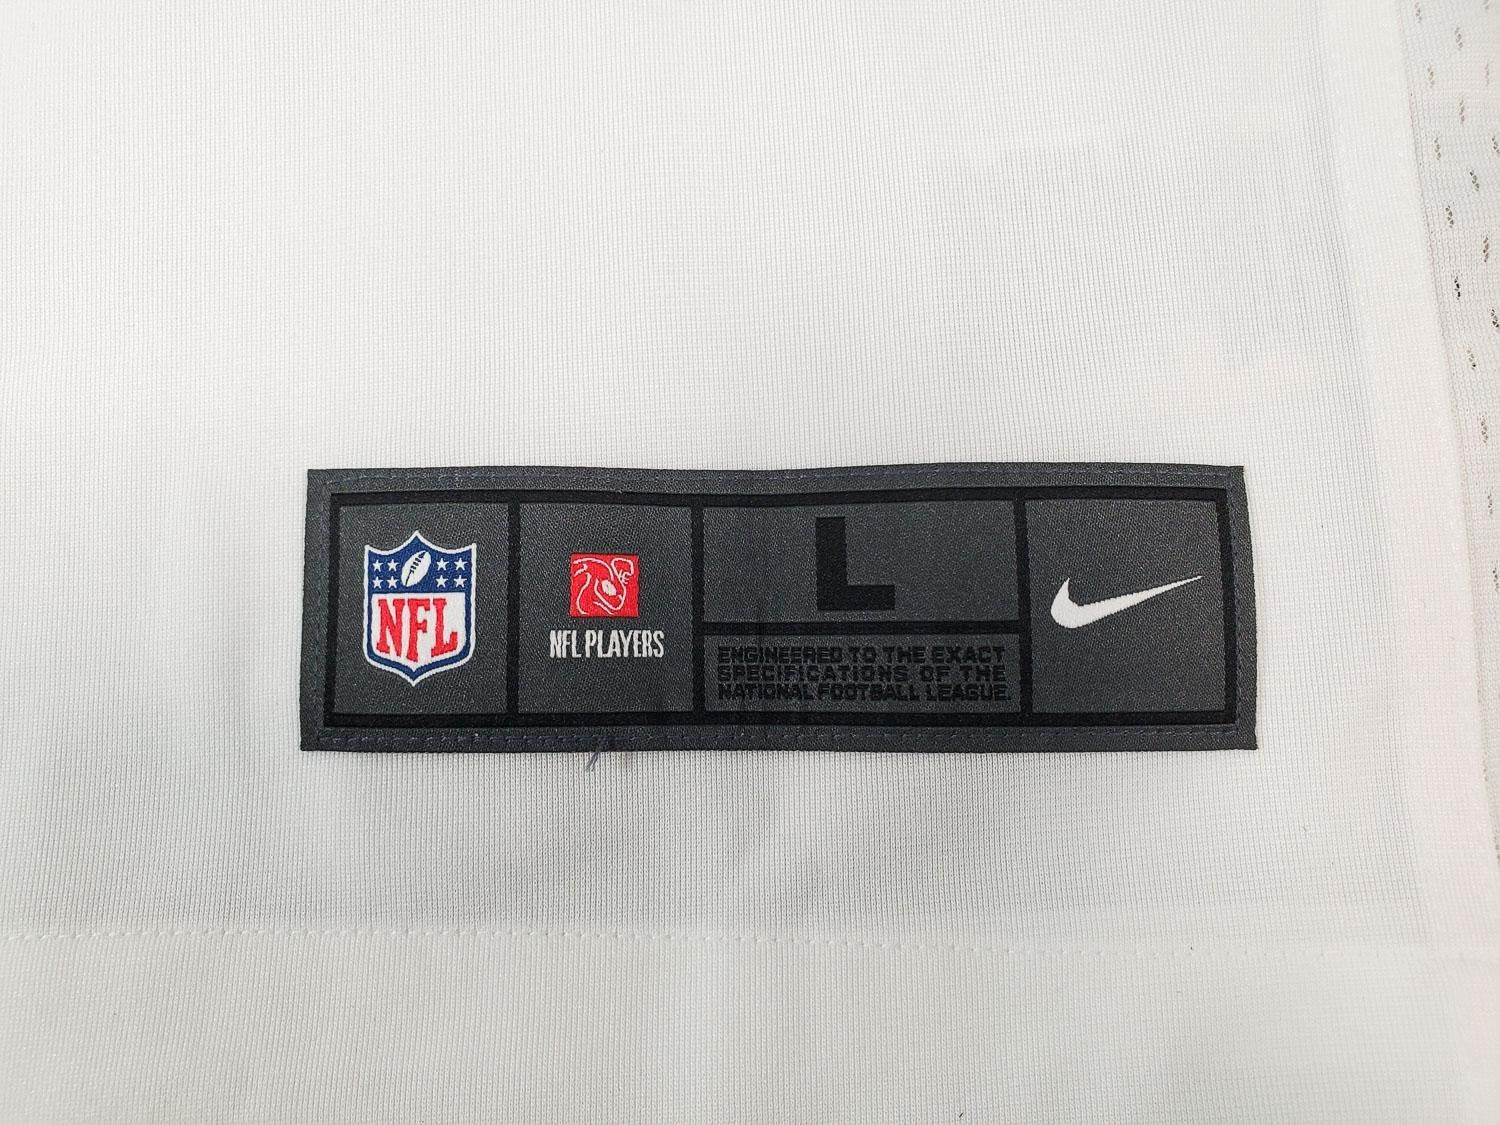 NFL
NFL PLAYERS
L
ENGINEERED TO THE EXACT
SPECIFICATIONS OF THE
NATIONAL FOOTBALL LEAGUE.